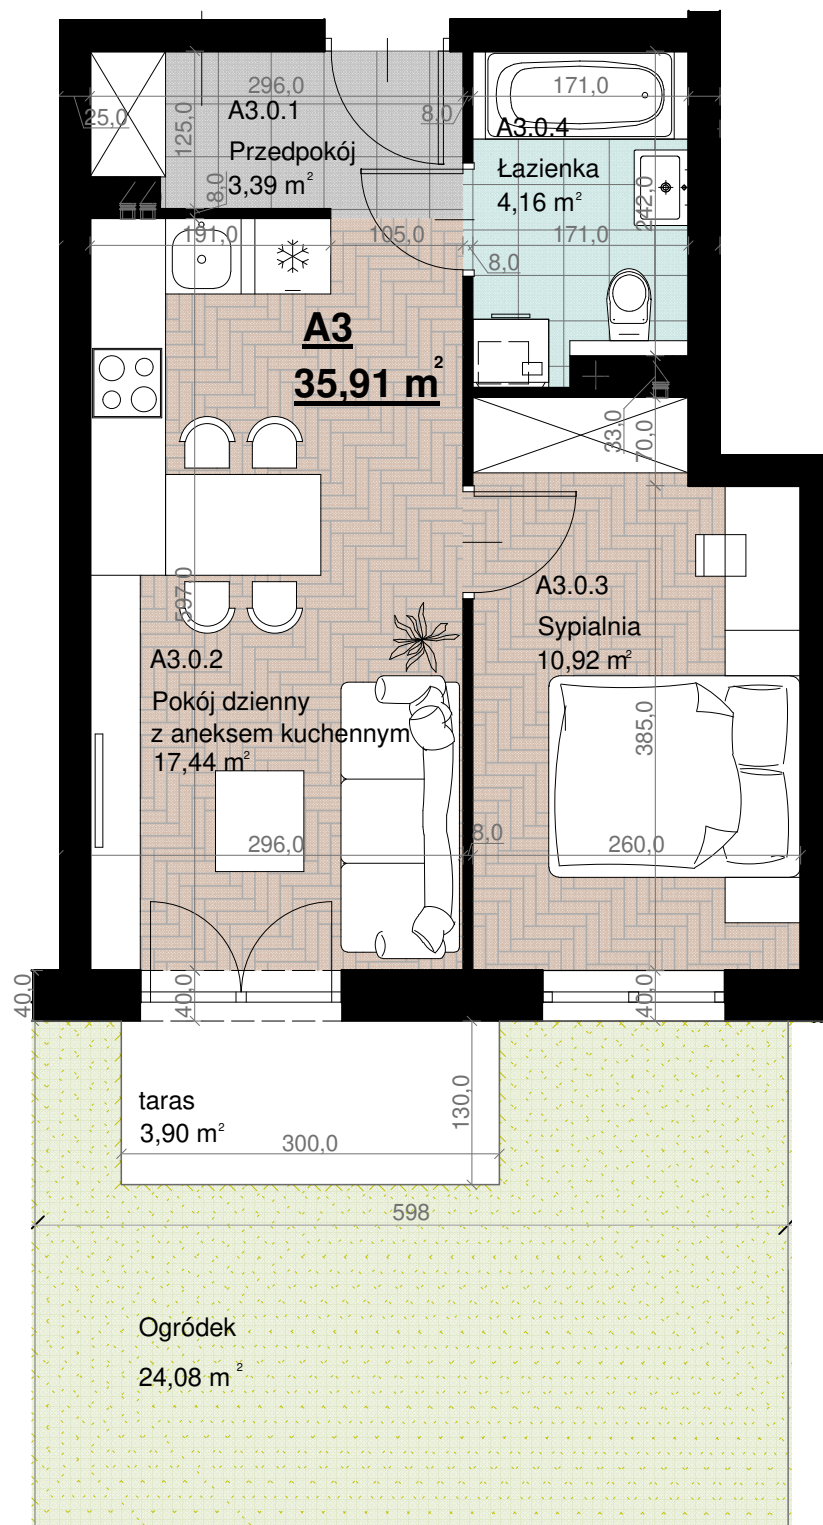 296,0
171,0
25,0
A3.0.1
8,0
A3.0.4
125,0
Przedpokój
3,39 m²
Łazienka
4,16 m²
8,0
242,0
191,0
105,0
171,0
8,0
A3
35,91 m²
33,0
70,0
597,0
A3.0.3
Sypialnia
10,92 m²
A3.0.2
Pokój dzienny
z aneksem kuchennym
17,44 m²
385,0
296,0
8,0
260,0
40,0
40,0
40,0
taras
3,90 m²
130,0
300,0
598
Ogródek
24,08 m²